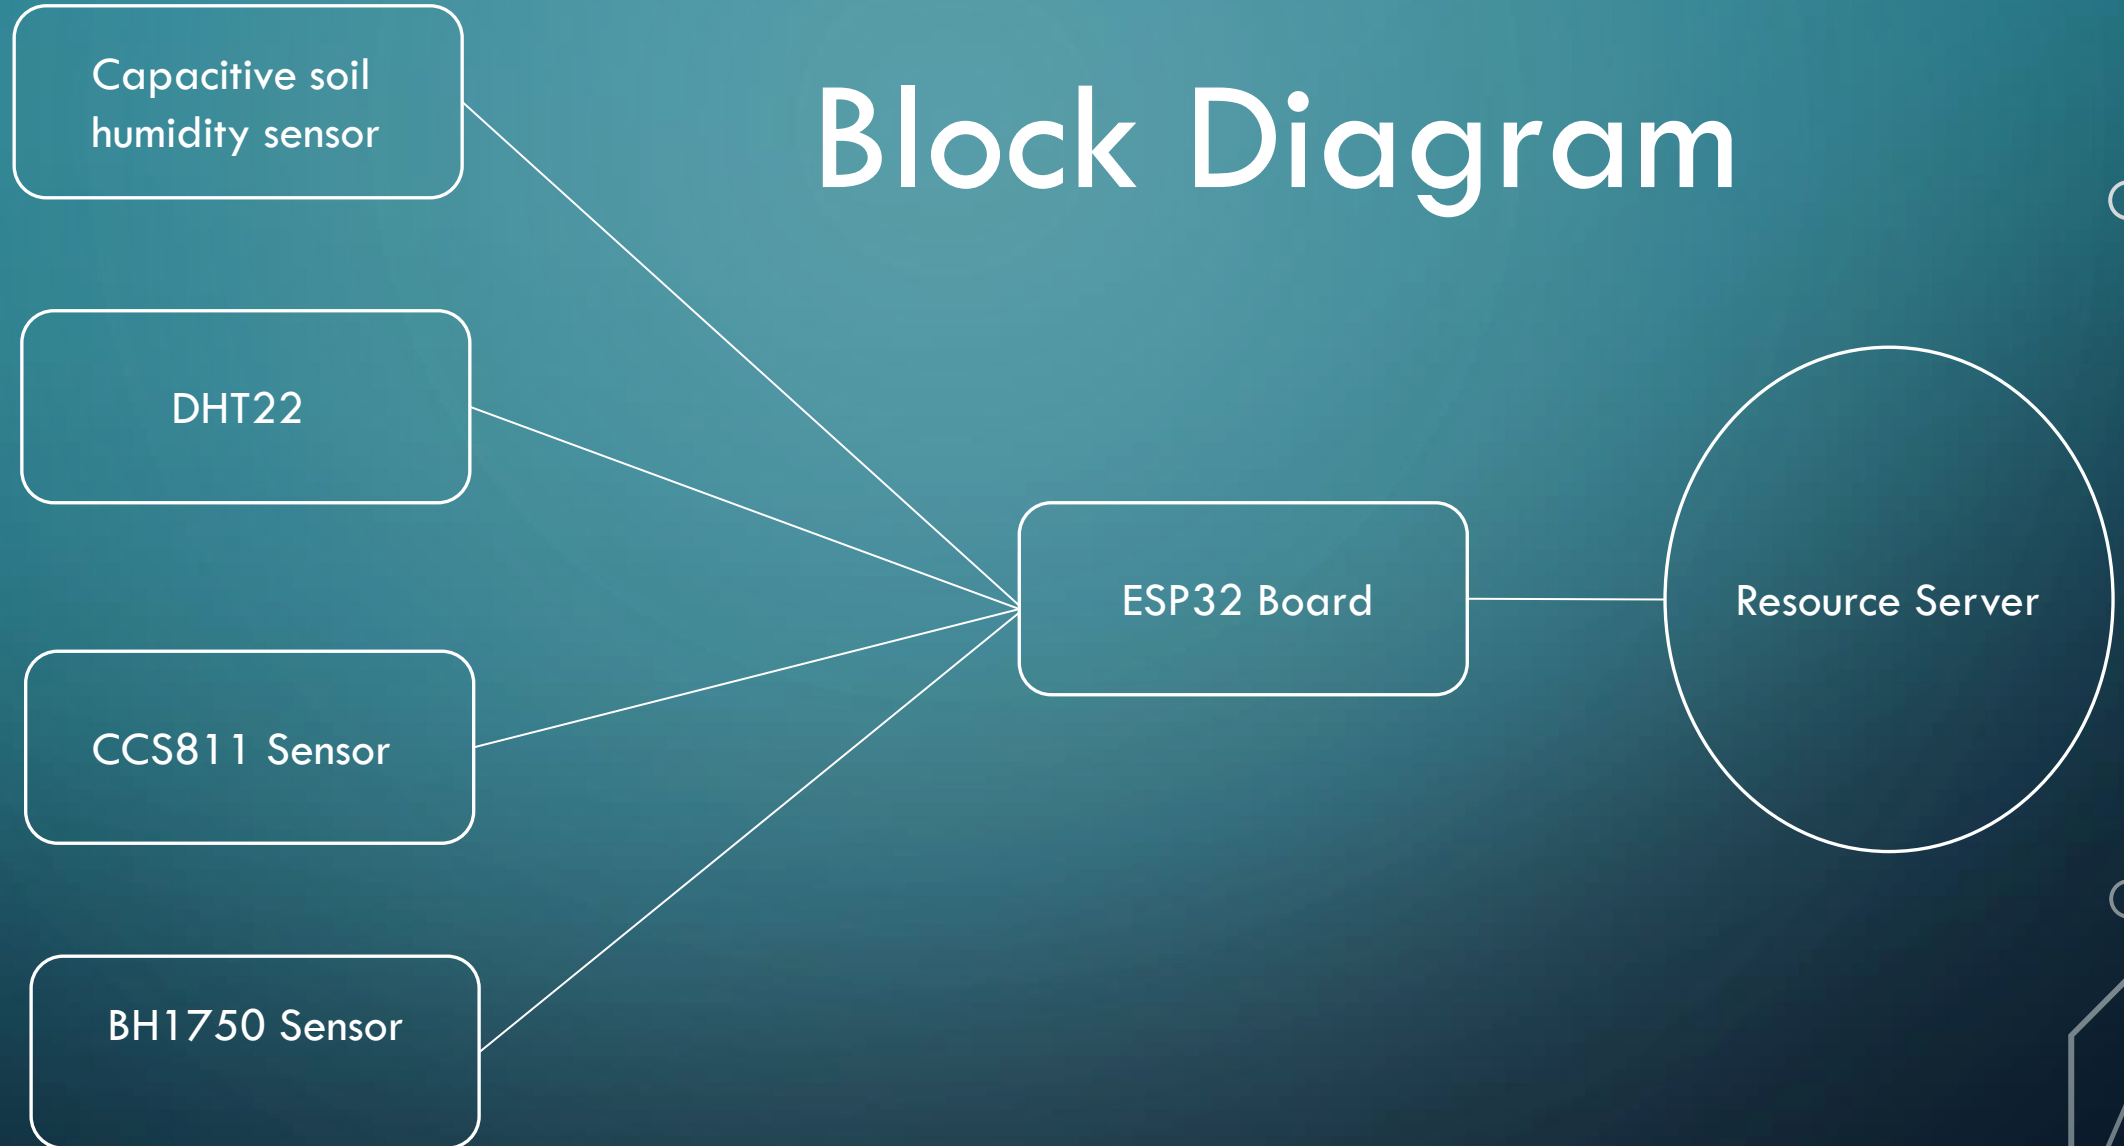 Block Diagram
Capacitive soil
humidity sensor
DHT22
CCS811 Sensor
BH1750 Sensor
ESP32 Board
Resource Server